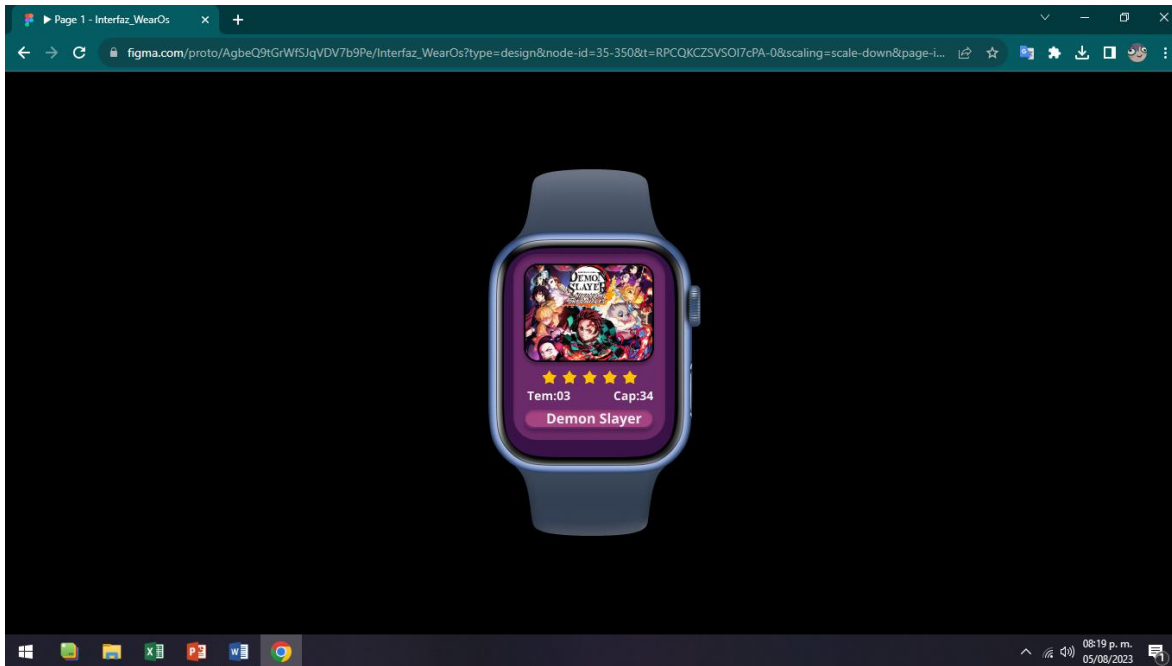 Page 1 - Interfaz_WearOs
figma.com/proto/AgbeQ9tGrWfSJqVDV7b9Pe/Interfaz_WearOs?type=design&node-id=35-350&t=RPCQKCZSVSOI7cPA-0&scaling=scale-down&page-i...
DEMON
SLAYER
Tem:03 Cap:34
Demon Slayer
08:19 p. m.
05/08/2023